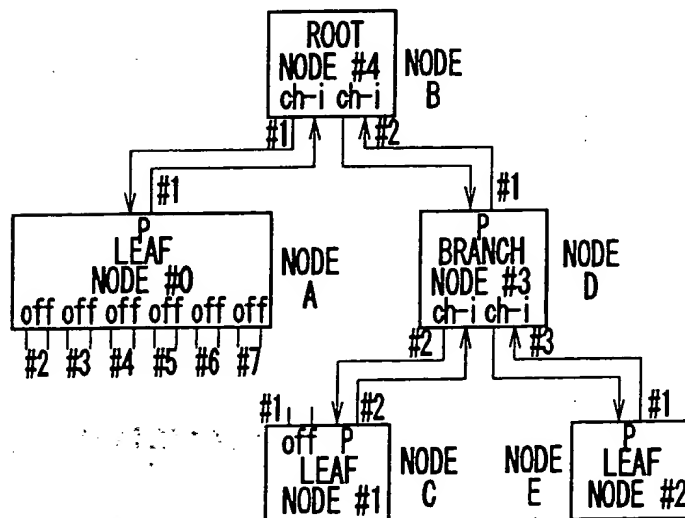 ROOT
NODE #4
ch-i ch-i
NODE
B
#1
#2
#1
#1
P
LEAF
NODE #0
off off off off off off
#2 #3 #4 #5 #6 #7
NODE
A
P
BRANCH
NODE #3
ch-i ch-i
NODE
D
#2
#3
#1
#2
#1
off P
LEAF
NODE #1
NODE
C
NODE
E
P
LEAF
NODE #2